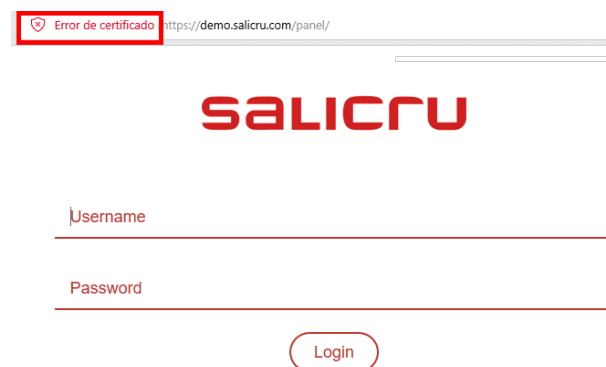 Error de certificado https://demo.salicru.com/panel/
salicru
Username
Password
Login